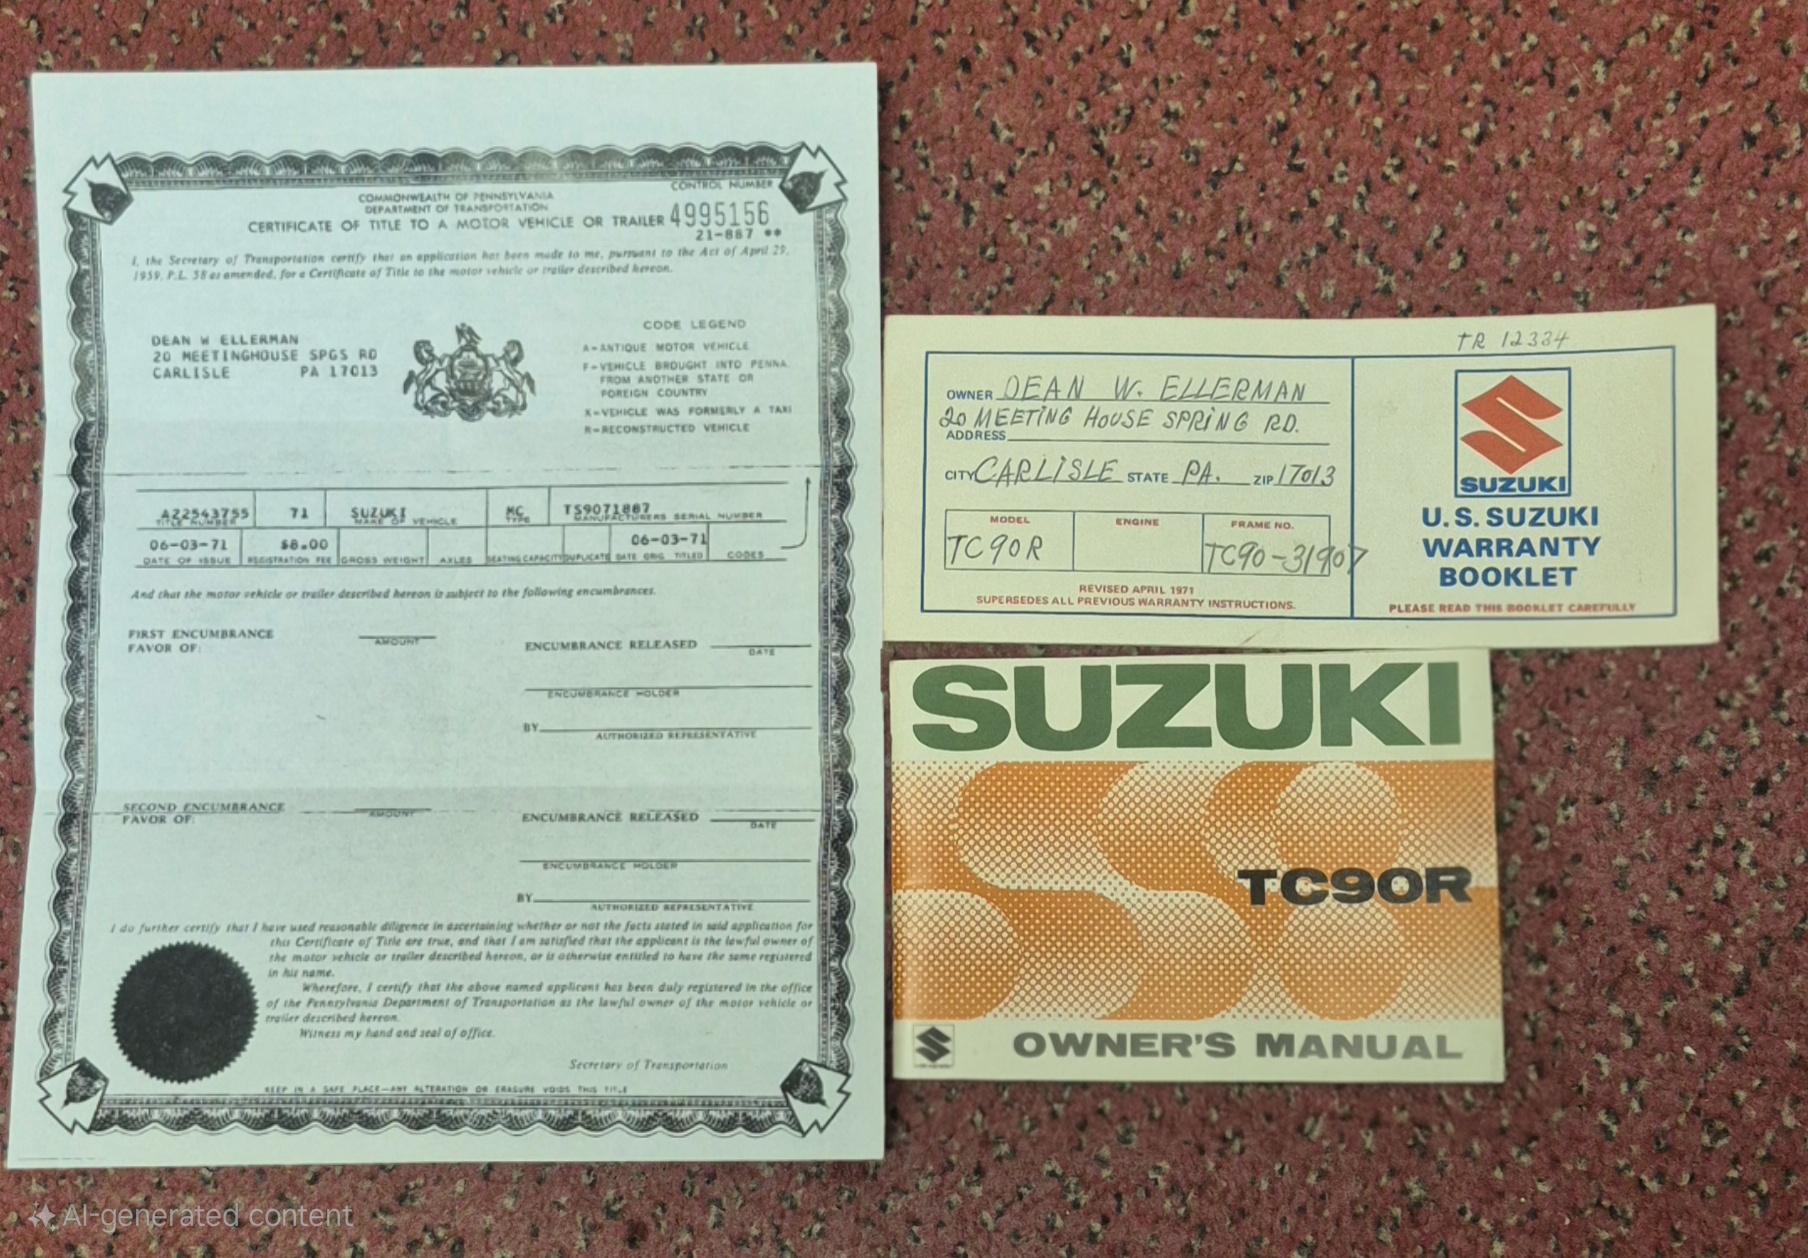 COMMONWEALTH OF PENNSYLVANIA
DEPARTMENT OF TRANSPORTATION
CERTIFICATE OF TITLE TO A MOTOR VEHICLE OR TRAILER
CONTROL NUMBER
4995156
21-887 **
I, the Secretary of Transportation certify that an application has been made to me, pursuant to the Act of April 29,
1959, P.L. 58 as amended, for a Certificate of Title to the motor vehicle or trailer described hereon.
DEAN W ELLERMAN
20 MEETINGHOUSE SPGS RD
CARLISLE PA 17013
CODE LEGEND
A=ANTIQUE MOTOR VEHICLE
F=VEHICLE BROUGHT INTO PENNA.
FROM ANOTHER STATE OR
FOREIGN COUNTRY
X=VEHICLE WAS FORMERLY A TAXI
R=RECONSTRUCTED VEHICLE
A22543755 71 SUZUKI MC TS9071887
TITLE NUMBER MAKE OF VEHICLE TYPE MANUFACTURERS SERIAL NUMBER
06-03-71 $8.00 06-03-71
DATE OF ISSUE REGISTRATION FEE GROSS WEIGHT AXLES SEATING CAPACITY DUPLICATE DATE ORIG. TITLED CODES
And that the motor vehicle or trailer described hereon is subject to the following encumbrances.
FIRST ENCUMBRANCE
FAVOR OF:
AMOUNT
ENCUMBRANCE RELEASED
DATE
ENCUMBRANCE HOLDER
BY
AUTHORIZED REPRESENTATIVE
SECOND ENCUMBRANCE
FAVOR OF:
AMOUNT
ENCUMBRANCE RELEASED
DATE
ENCUMBRANCE HOLDER
BY
AUTHORIZED REPRESENTATIVE
I do further certify that I have used reasonable diligence in ascertaining whether or not the facts stated in said application for
this Certificate of Title are true, and that I am satisfied that the applicant is the lawful owner of
the motor vehicle or trailer described hereon, or is otherwise entitled to have the same registered
in his name.
Wherefore, I certify that the above named applicant has been duly registered in the office
of the Pennsylvania Department of Transportation as the lawful owner of the motor vehicle or
trailer described hereon.
Witness my hand and seal of office.
Secretary of Transportation
KEEP IN A SAFE PLACE—ANY ALTERATION OR ERASURE VOIDS THIS TITLE
TR 12334
OWNER DEAN W. ELLERMAN
20 MEETING HOUSE SPRING RD.
ADDRESS
CITY CARLISLE STATE PA. ZIP 17013
MODEL ENGINE FRAME NO.
TC90R TC90-31907
REVISED APRIL 1971
SUPERSEDES ALL PREVIOUS WARRANTY INSTRUCTIONS.
SUZUKI
U.S. SUZUKI
WARRANTY
BOOKLET
PLEASE READ THIS BOOKLET CAREFULLY
SUZUKI
TC90R
OWNER'S MANUAL
AI-generated content